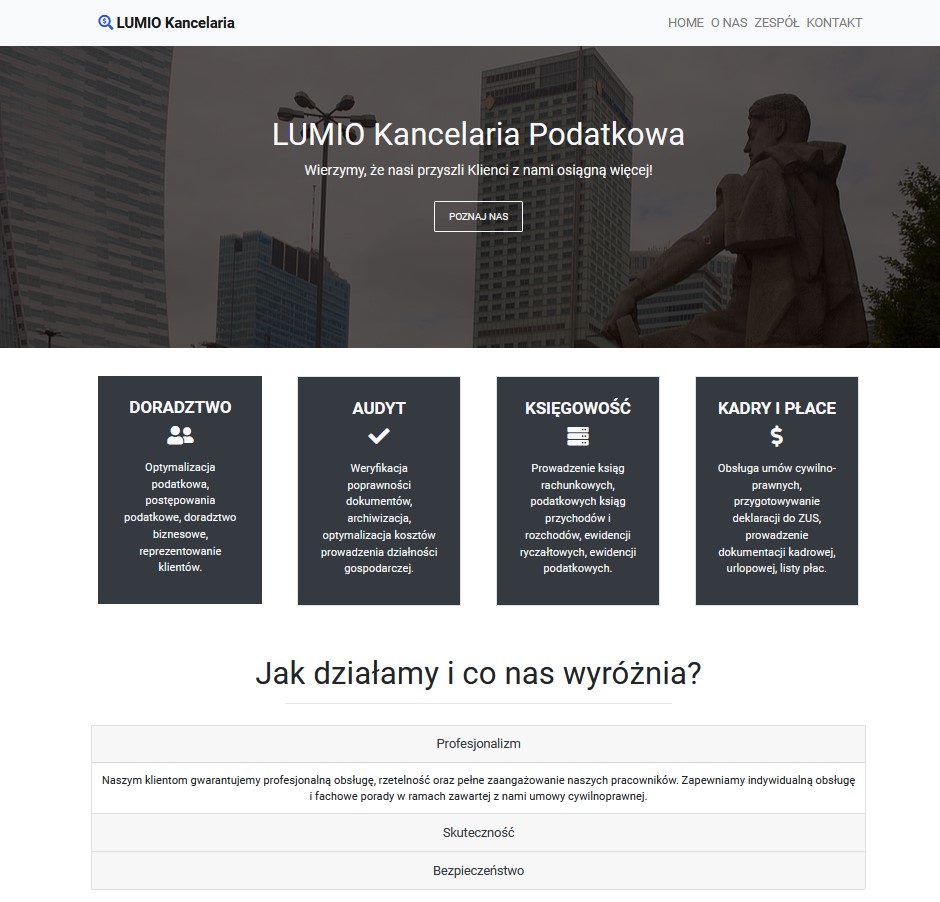 LUMIO Kancelaria
HOME O NAS ZESPÓŁ KONTAKT
LUMIO Kancelaria Podatkowa
Wierzymy, że nasi przyszli Klienci z nami osiągną więcej!
POZNAJ NAS
DORADZTWO
Optymalizacja
podatkowa,
postępowania
podatkowe, doradztwo
biznesowe,
reprezentowanie
klientów.
AUDYT
Weryfikacja
poprawności
dokumentów,
archiwizacja,
optymalizacja kosztów
prowadzenia działności
gospodarczej.
KSIĘGOWOŚĆ
Prowadzenie ksiąg
rachunkowych,
podatkowych ksiąg
przychodów i
rozchodów, ewidencji
ryczałtowych, ewidencji
podatkowych.
KADRY I PŁACE
Obsługa umów cywilno-
prawnych,
przygotowywanie
deklaracji do ZUS,
prowadzenie
dokumentacji kadrowej,
urlopowej, listy płac.
Jak działamy i co nas wyróżnia?
Profesjonalizm
Naszym klientom gwarantujemy profesjonalną obsługę, rzetelność oraz pełne zaangażowanie naszych pracowników. Zapewniamy indywidualną obsługę
i fachowe porady w ramach zawartej z nami umowy cywilnoprawnej.
Skuteczność
Bezpieczeństwo